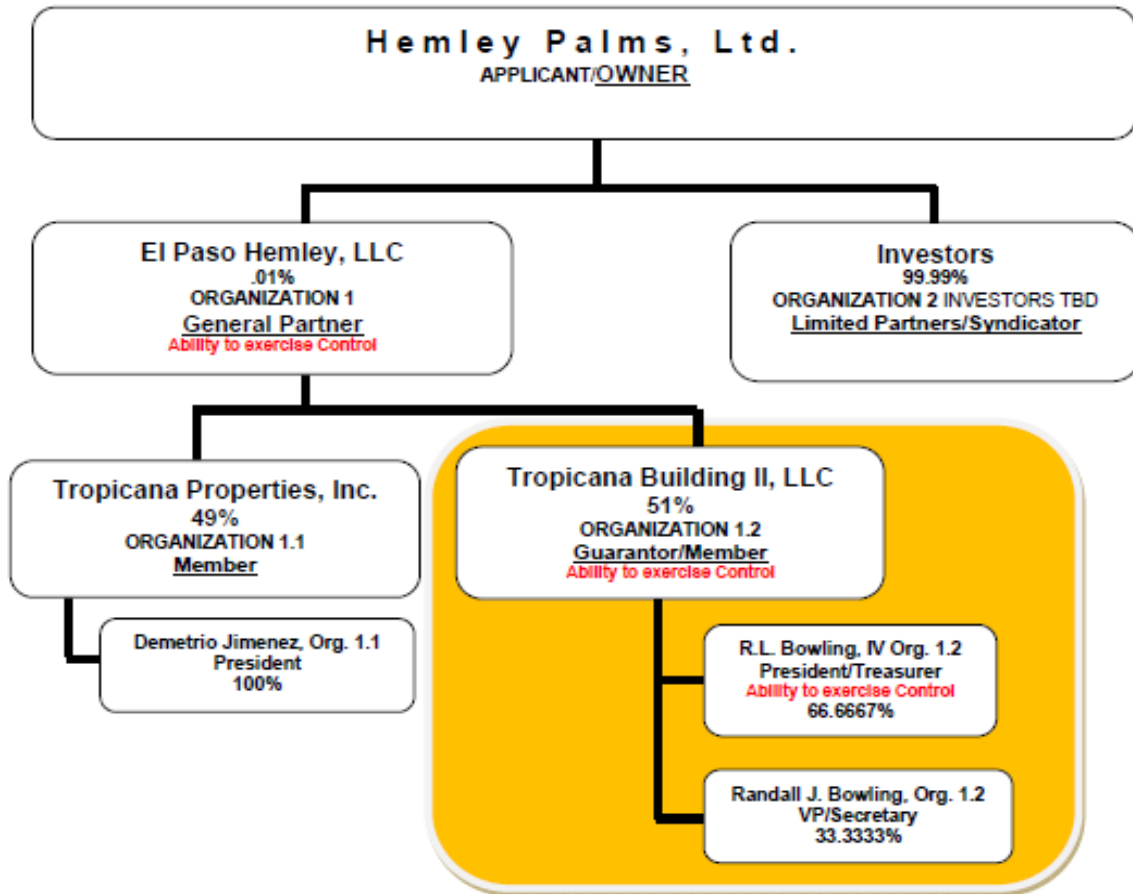 Hemley Palms, Ltd.
APPLICANT/OWNER
El Paso Hemley, LLC
.01%
ORGANIZATION 1
General Partner
Ability to exercise Control
Investors
99.99%
ORGANIZATION 2 INVESTORS TBD
Limited Partners/Syndicator
Tropicana Properties, Inc.
49%
ORGANIZATION 1.1
Member
Tropicana Building II, LLC
51%
ORGANIZATION 1.2
Guarantor/Member
Ability to exercise Control
Demetrio Jimenez, Org. 1.1
President
100%
R.L. Bowling, IV Org. 1.2
President/Treasurer
Ability to exercise Control
66.6667%
Randall J. Bowling, Org. 1.2
VP/Secretary
33.3333%